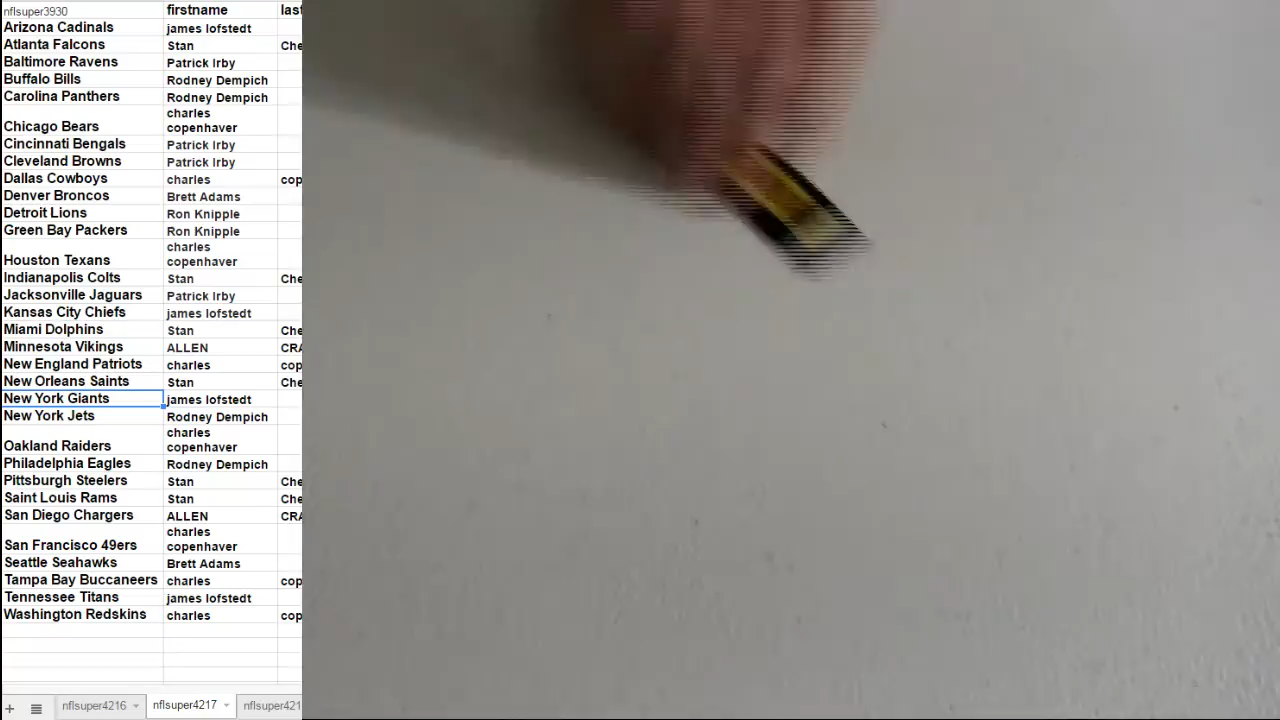 nflsuper3930 firstname last
Arizona Cadinals james lofstedt
Atlanta Falcons Stan Che
Baltimore Ravens Patrick Irby
Buffalo Bills Rodney Dempich
Carolina Panthers Rodney Dempich
charles
Chicago Bears copenhaver
Cincinnati Bengals Patrick Irby
Cleveland Browns Patrick Irby
Dallas Cowboys charles cop
Denver Broncos Brett Adams
Detroit Lions Ron Knipple
Green Bay Packers Ron Knipple
charles
Houston Texans copenhaver
Indianapolis Colts Stan Che
Jacksonville Jaguars Patrick Irby
Kansas City Chiefs james lofstedt
Miami Dolphins Stan Che
Minnesota Vikings ALLEN CRA
New England Patriots charles cop
New Orleans Saints Stan Che
New York Giants james lofstedt
New York Jets Rodney Dempich
charles
Oakland Raiders copenhaver
Philadelphia Eagles Rodney Dempich
Pittsburgh Steelers Stan Che
Saint Louis Rams Stan Che
San Diego Chargers ALLEN CRA
charles
San Francisco 49ers copenhaver
Seattle Seahawks Brett Adams
Tampa Bay Buccaneers charles cop
Tennessee Titans james lofstedt
Washington Redskins charles cop
nflsuper4216 nflsuper4217 nflsuper421